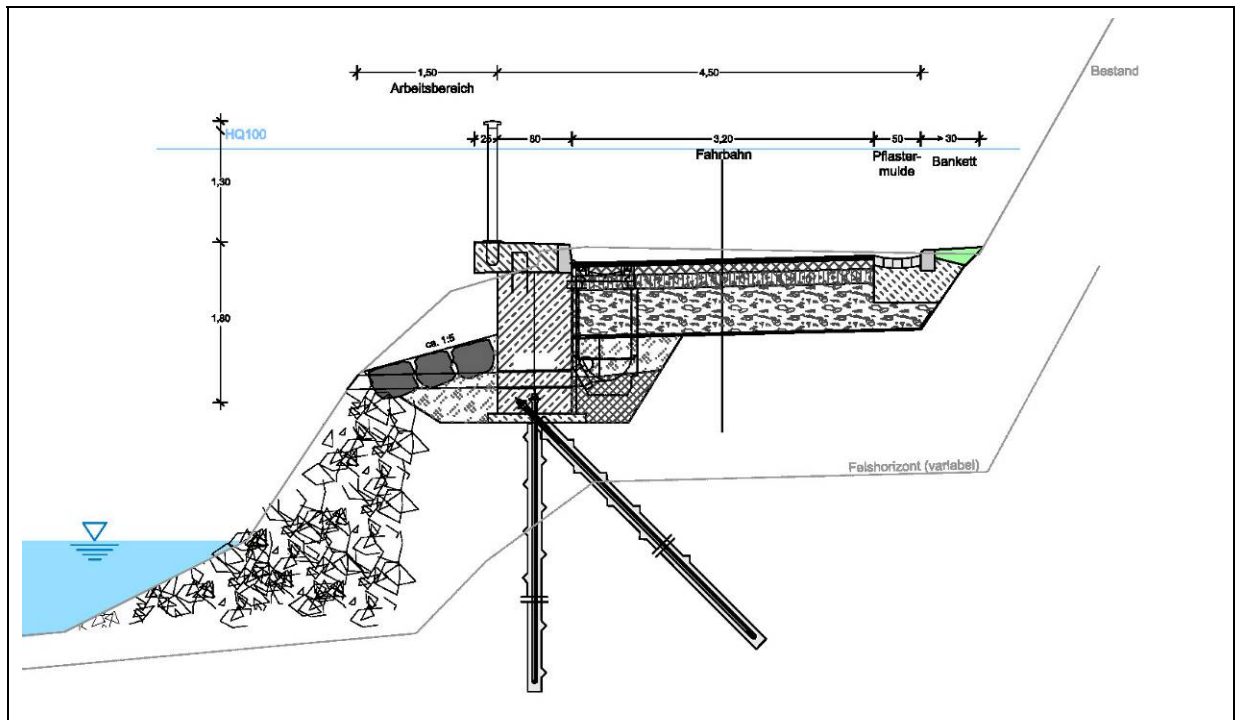 1,50
4,50
Arbeitsbereich
Bestand
HQ100
25
80
3,20
50
30
Fahrbahn
Pflaster-
mulde
Bankett
1,30
1,80
ca. 1:5
Felshorizont (variabel)